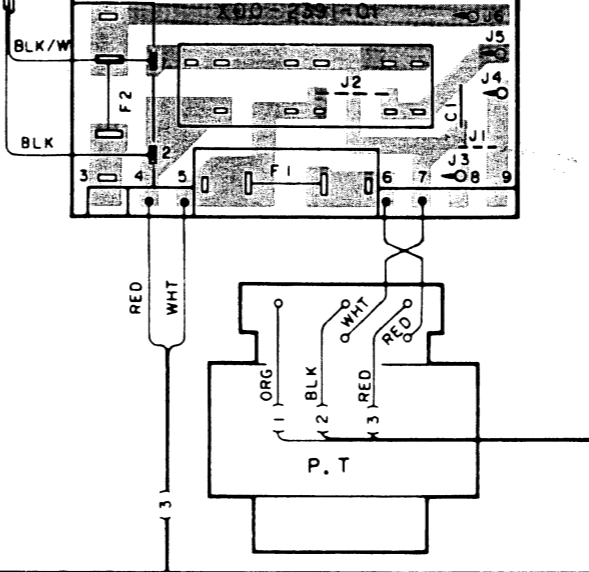 X00-2391-01
J6
BLK/W
J5
J2
J4
F2
C1
J1
BLK
2
3
4
5
F1
6
7
J3
8
9
RED
WHT
WHT
RED
ORG
BLK
RED
1
2
3
P.T
3